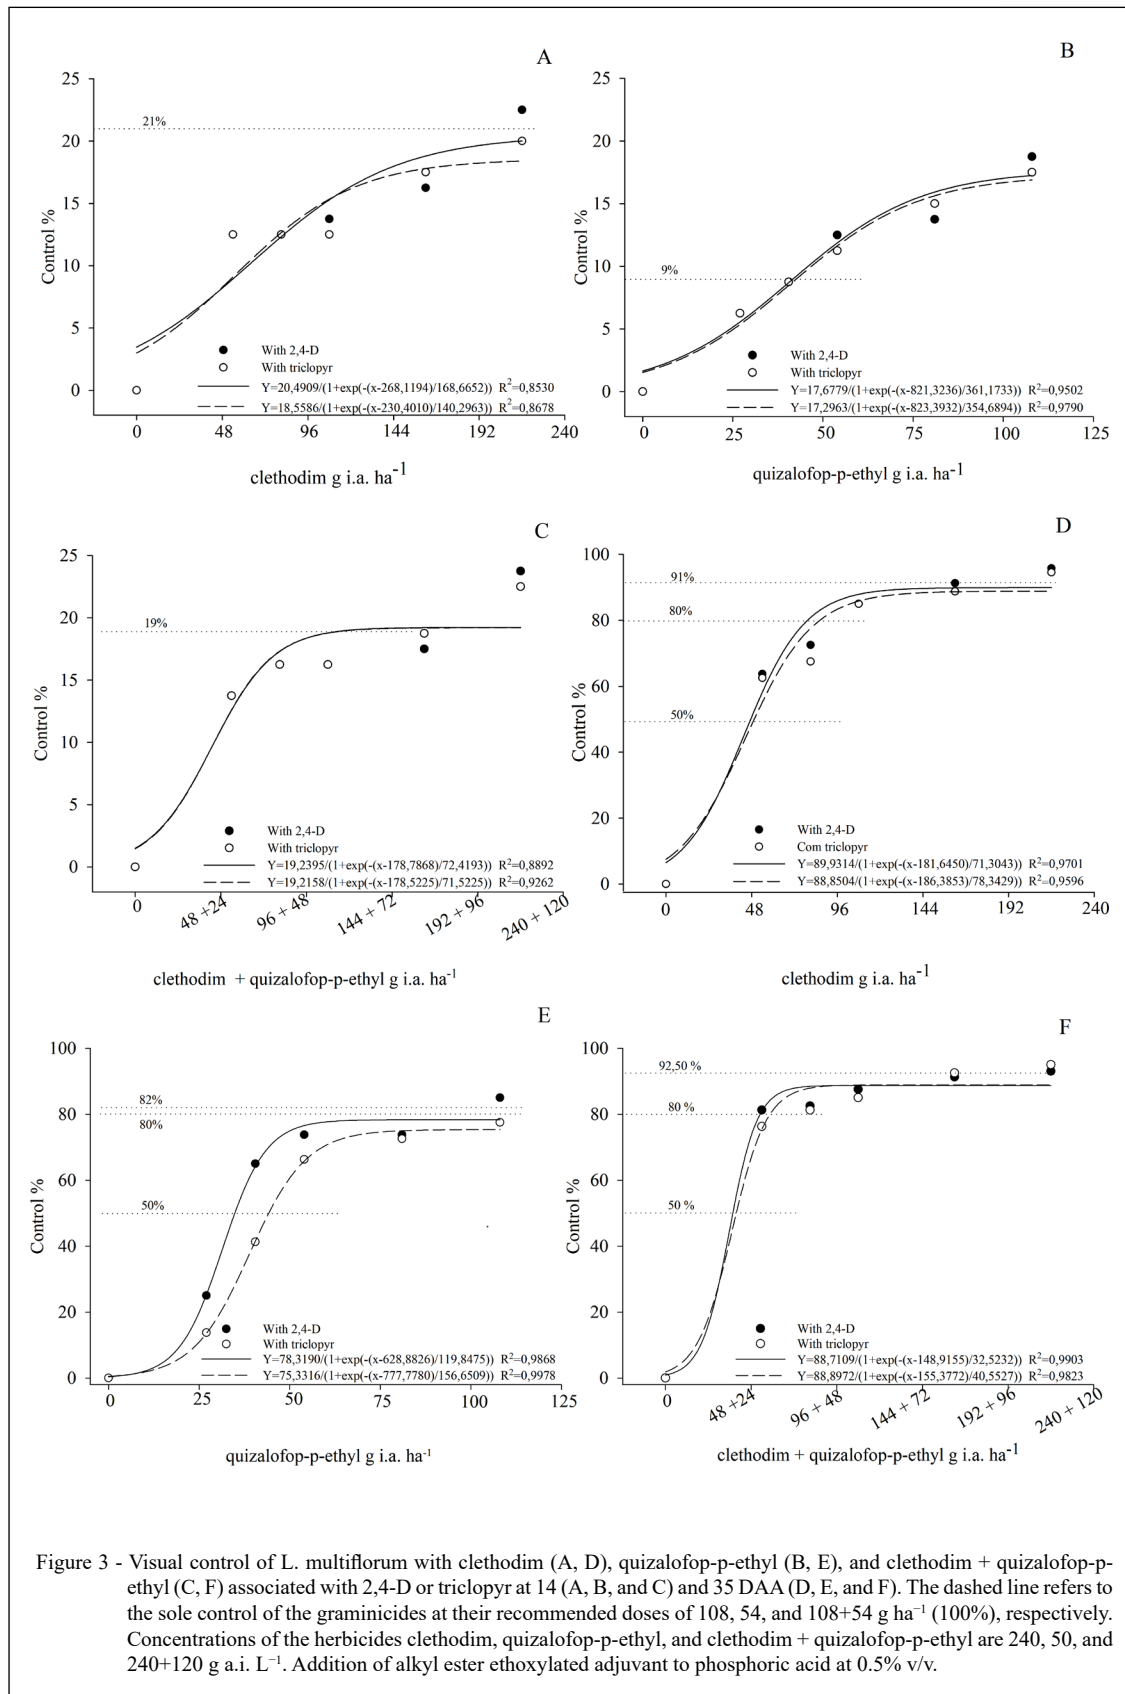 A
25
20
15
10
5
0
Control %
21%
With 2,4-D
With triclopyr
Y=20,4909/(1+exp(-(x-268,1194)/168,6652)) R²=0,8530
Y=18,5586/(1+exp(-(x-230,4010)/140,2963)) R²=0,8678
0 48 96 144 192 240
clethodim g i.a. ha⁻¹
B
25
20
15
10
5
0
Control %
9%
With 2,4-D
With triclopyr
Y=17,6779/(1+exp(-(x-821,3236)/361,1733)) R²=0,9502
Y=17,2963/(1+exp(-(x-823,3932)/354,6894)) R²=0,9790
0 25 50 75 100 125
quizalofop-p-ethyl g i.a. ha⁻¹
C
25
20
15
10
5
0
Control %
19%
With 2,4-D
With triclopyr
Y=19,2395/(1+exp(-(x-178,7868)/72,4193)) R²=0,8892
Y=19,2158/(1+exp(-(x-178,5225)/71,5225)) R²=0,9262
0 48 +24 96 + 48 144 + 72 192 + 96 240 + 120
clethodim + quizalofop-p-ethyl g i.a. ha⁻¹
D
100
80
60
40
20
0
Control %
91%
80%
50%
With 2,4-D
Com triclopyr
Y=89,9314/(1+exp(-(x-181,6450)/71,3043)) R²=0,9701
Y=88,8504/(1+exp(-(x-186,3853)/78,3429)) R²=0,9596
0 48 96 144 192 240
clethodim g i.a. ha⁻¹
E
100
80
60
40
20
0
Control %
82%
80%
50%
With 2,4-D
With triclopyr
Y=78,3190/(1+exp(-(x-628,8826)/119,8475)) R²=0,9868
Y=75,3316/(1+exp(-(x-777,7780)/156,6509)) R²=0,9978
0 25 50 75 100 125
quizalofop-p-ethyl g i.a. ha⁻¹
F
100
80
60
40
20
0
Control %
92,50 %
80 %
50 %
With 2,4-D
With triclopyr
Y=88,7109/(1+exp(-(x-148,9155)/32,5232)) R²=0,9903
Y=88,8972/(1+exp(-(x-155,3772)/40,5527)) R²=0,9823
48 +24 96 + 48 144 + 72 192 + 96 240 + 120
clethodim + quizalofop-p-ethyl g i.a. ha⁻¹
Figure 3 - Visual control of L. multiflorum with clethodim (A, D), quizalofop-p-ethyl (B, E), and clethodim + quizalofop-p-
ethyl (C, F) associated with 2,4-D or triclopyr at 14 (A, B, and C) and 35 DAA (D, E, and F). The dashed line refers to
the sole control of the graminicides at their recommended doses of 108, 54, and 108+54 g ha⁻¹ (100%), respectively.
Concentrations of the herbicides clethodim, quizalofop-p-ethyl, and clethodim + quizalofop-p-ethyl are 240, 50, and
240+120 g a.i. L⁻¹. Addition of alkyl ester ethoxylated adjuvant to phosphoric acid at 0.5% v/v.